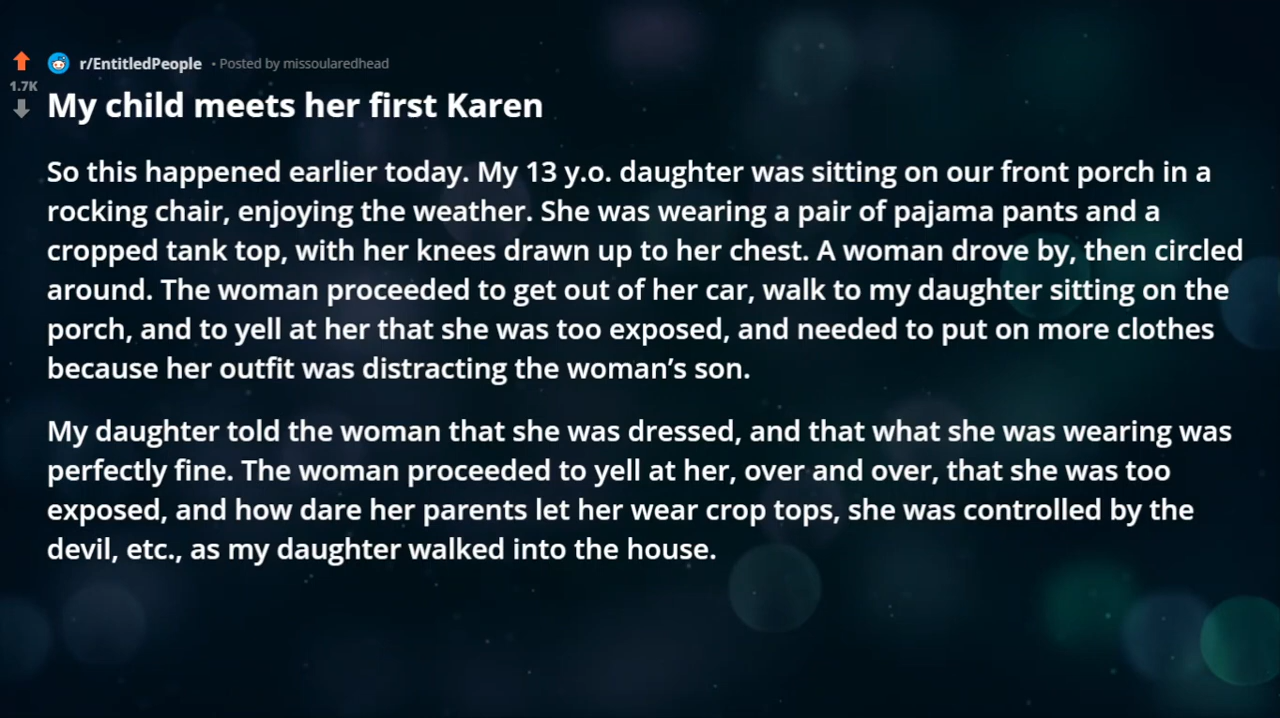 r/EntitledPeople • Posted by missoularedhead
1.7K
My child meets her first Karen
So this happened earlier today. My 13 y.o. daughter was sitting on our front porch in a
rocking chair, enjoying the weather. She was wearing a pair of pajama pants and a
cropped tank top, with her knees drawn up to her chest. A woman drove by, then circled
around. The woman proceeded to get out of her car, walk to my daughter sitting on the
porch, and to yell at her that she was too exposed, and needed to put on more clothes
because her outfit was distracting the woman’s son.
My daughter told the woman that she was dressed, and that what she was wearing was
perfectly fine. The woman proceeded to yell at her, over and over, that she was too
exposed, and how dare her parents let her wear crop tops, she was controlled by the
devil, etc., as my daughter walked into the house.